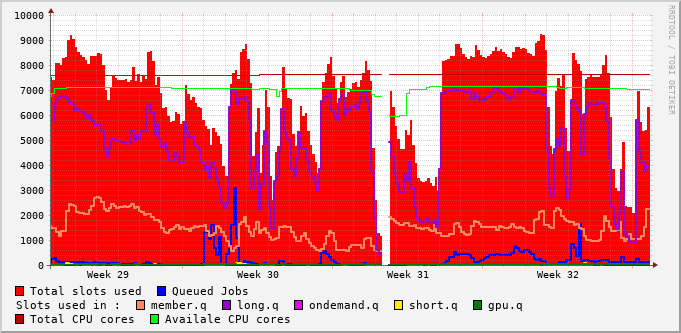 10000
9000
8000
7000
6000
5000
4000
3000
2000
1000
0
Week 29 Week 30 Week 31 Week 32
Total slots used Queued Jobs
Slots used in : member.q long.q ondemand.q short.q gpu.q
Total CPU cores Availale CPU cores
RRDTOOL / TOBI OETIKER